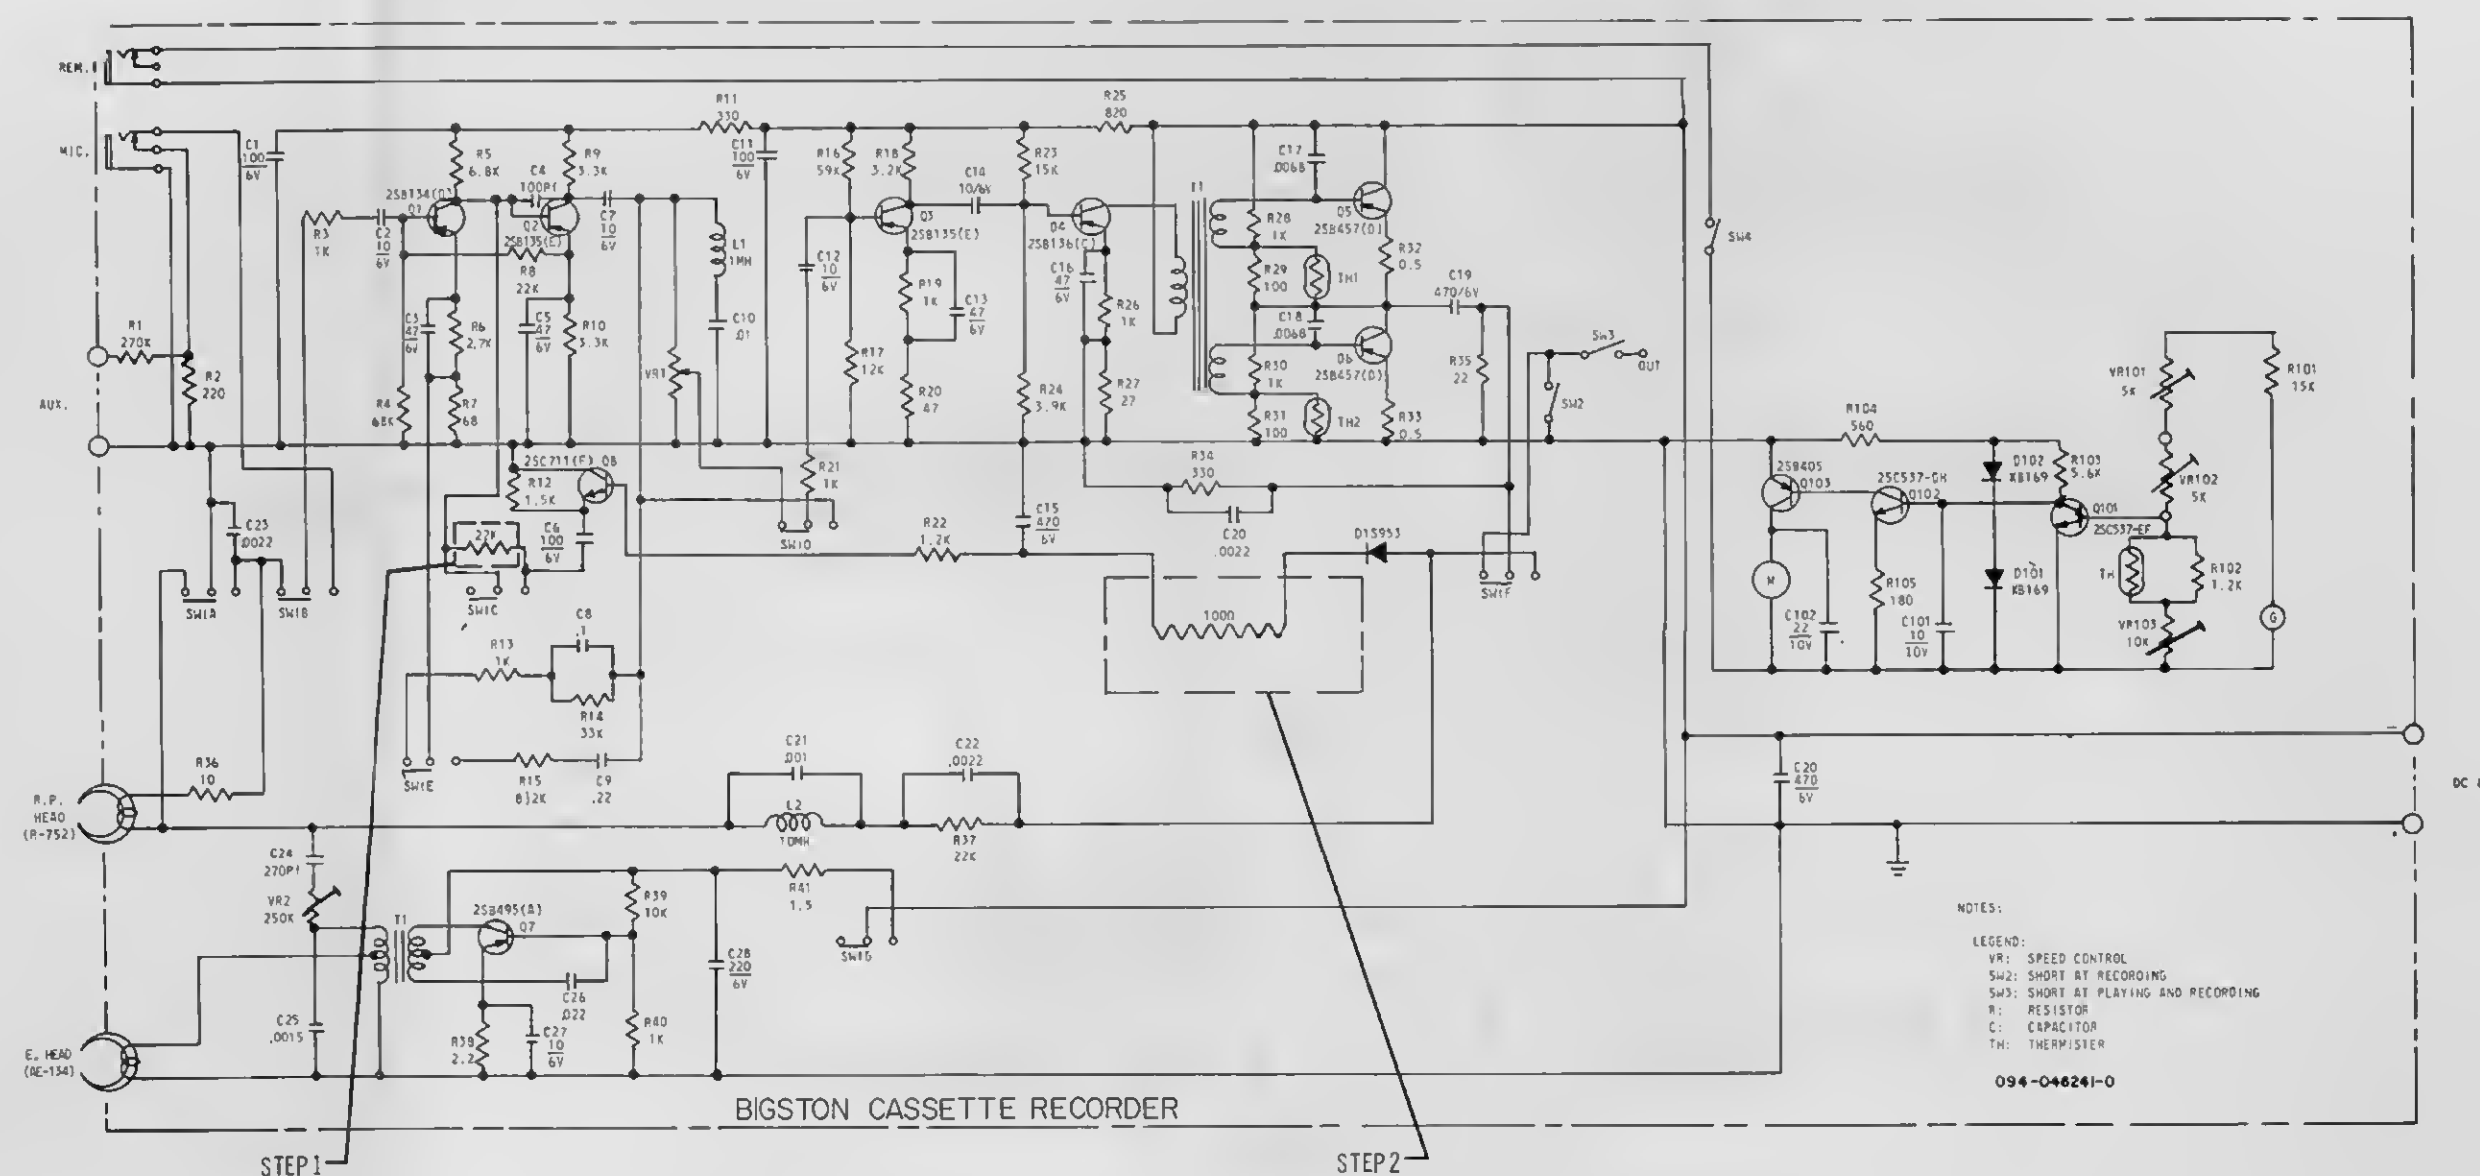 REM.
MIC.
AUX.
R1
270K
R2
220
C1
100
6V
R3
1K
C2
10
6V
R5
6.8K
2SB134(D)
Q1
C4
100Pf
R9
3.3K
Q2
2SB135(E)
C7
10
6V
R8
22K
C3
47
6V
R6
2.7K
C5
47
6V
R10
3.3K
R4
68K
R7
68
R11
330
C11
100
6V
L1
1MH
C10
.01
VR1
R16
59K
R18
3.2K
Q3
2SB135(E)
C12
10
6V
R19
1K
C13
47
6V
R17
12K
R20
47
C14
10/6V
R23
15K
R25
820
2SB136(C)
C16
47
6V
R26
1K
R24
3.9K
R27
27
T1
C17
.0068
R28
1K
Q5
2SB457(D)
R29
100
TH1
R32
0.5
C19
470/6V
C18
.0068
Q6
2SB457(D)
R30
1K
R31
100
TH2
R33
0.5
R35
22
SW3
OUT
SW2
SW4
2SC711(F) Q8
R12
1.5K
22K
C6
100
6V
SW1C
R21
1K
SW1D
R22
1.2K
C15
470
6V
R34
330
C20
.0022
D1S953
100Ω
SW1F
C23
.0022
SW1A
SW1B
R13
1K
C8
.1
R14
33K
SW1E
R15
C9
.22
R36
10
R.P.
HEAD
(R-752)
C21
.001
L2
10MH
C22
.0022
R37
22K
C24
270Pf
VR2
250K
T1
2SB495(A)
Q7
R39
10K
R41
1.5
C28
220
6V
SW1G
C26
.022
C25
.0015
R38
2.2
C27
10
6V
R40
1K
E. HEAD
(AE-134)
R104
560
2SB405
Q103
2SC537-GH
Q102
D102
KB169
R103
5.6K
Q101
2SC537-EF
M
C102
22
10V
R105
180
C101
10
10V
D101
KB169
VR101
5K
R101
15K
VR102
5K
TH
R102
1.2K
VR103
10K
G
C20
470
6V
DC
NOTES:
LEGEND:
VR: SPEED CONTROL
SW2: SHORT AT RECORDING
SW3: SHORT AT PLAYING AND RECORDING
R: RESISTOR
C: CAPACITOR
TH: THERMISTER
094-046241-0
BIGSTON CASSETTE RECORDER
STEP 1
STEP 2